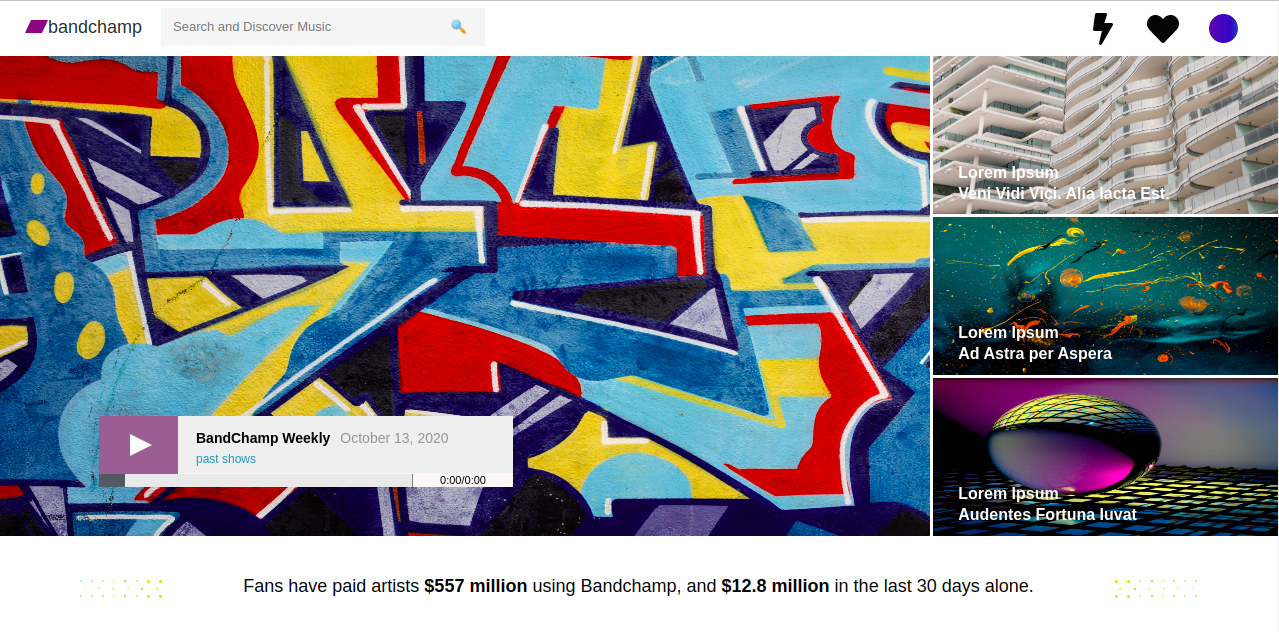 bandchamp
Search and Discover Music
Lorem Ipsum
Veni Vidi Vici. Alia Iacta Est.
Lorem Ipsum
Ad Astra per Aspera
BandChamp Weekly October 13, 2020
past shows
0:00/0:00
Lorem Ipsum
Audentes Fortuna Iuvat
Fans have paid artists $557 million using Bandchamp, and $12.8 million in the last 30 days alone.